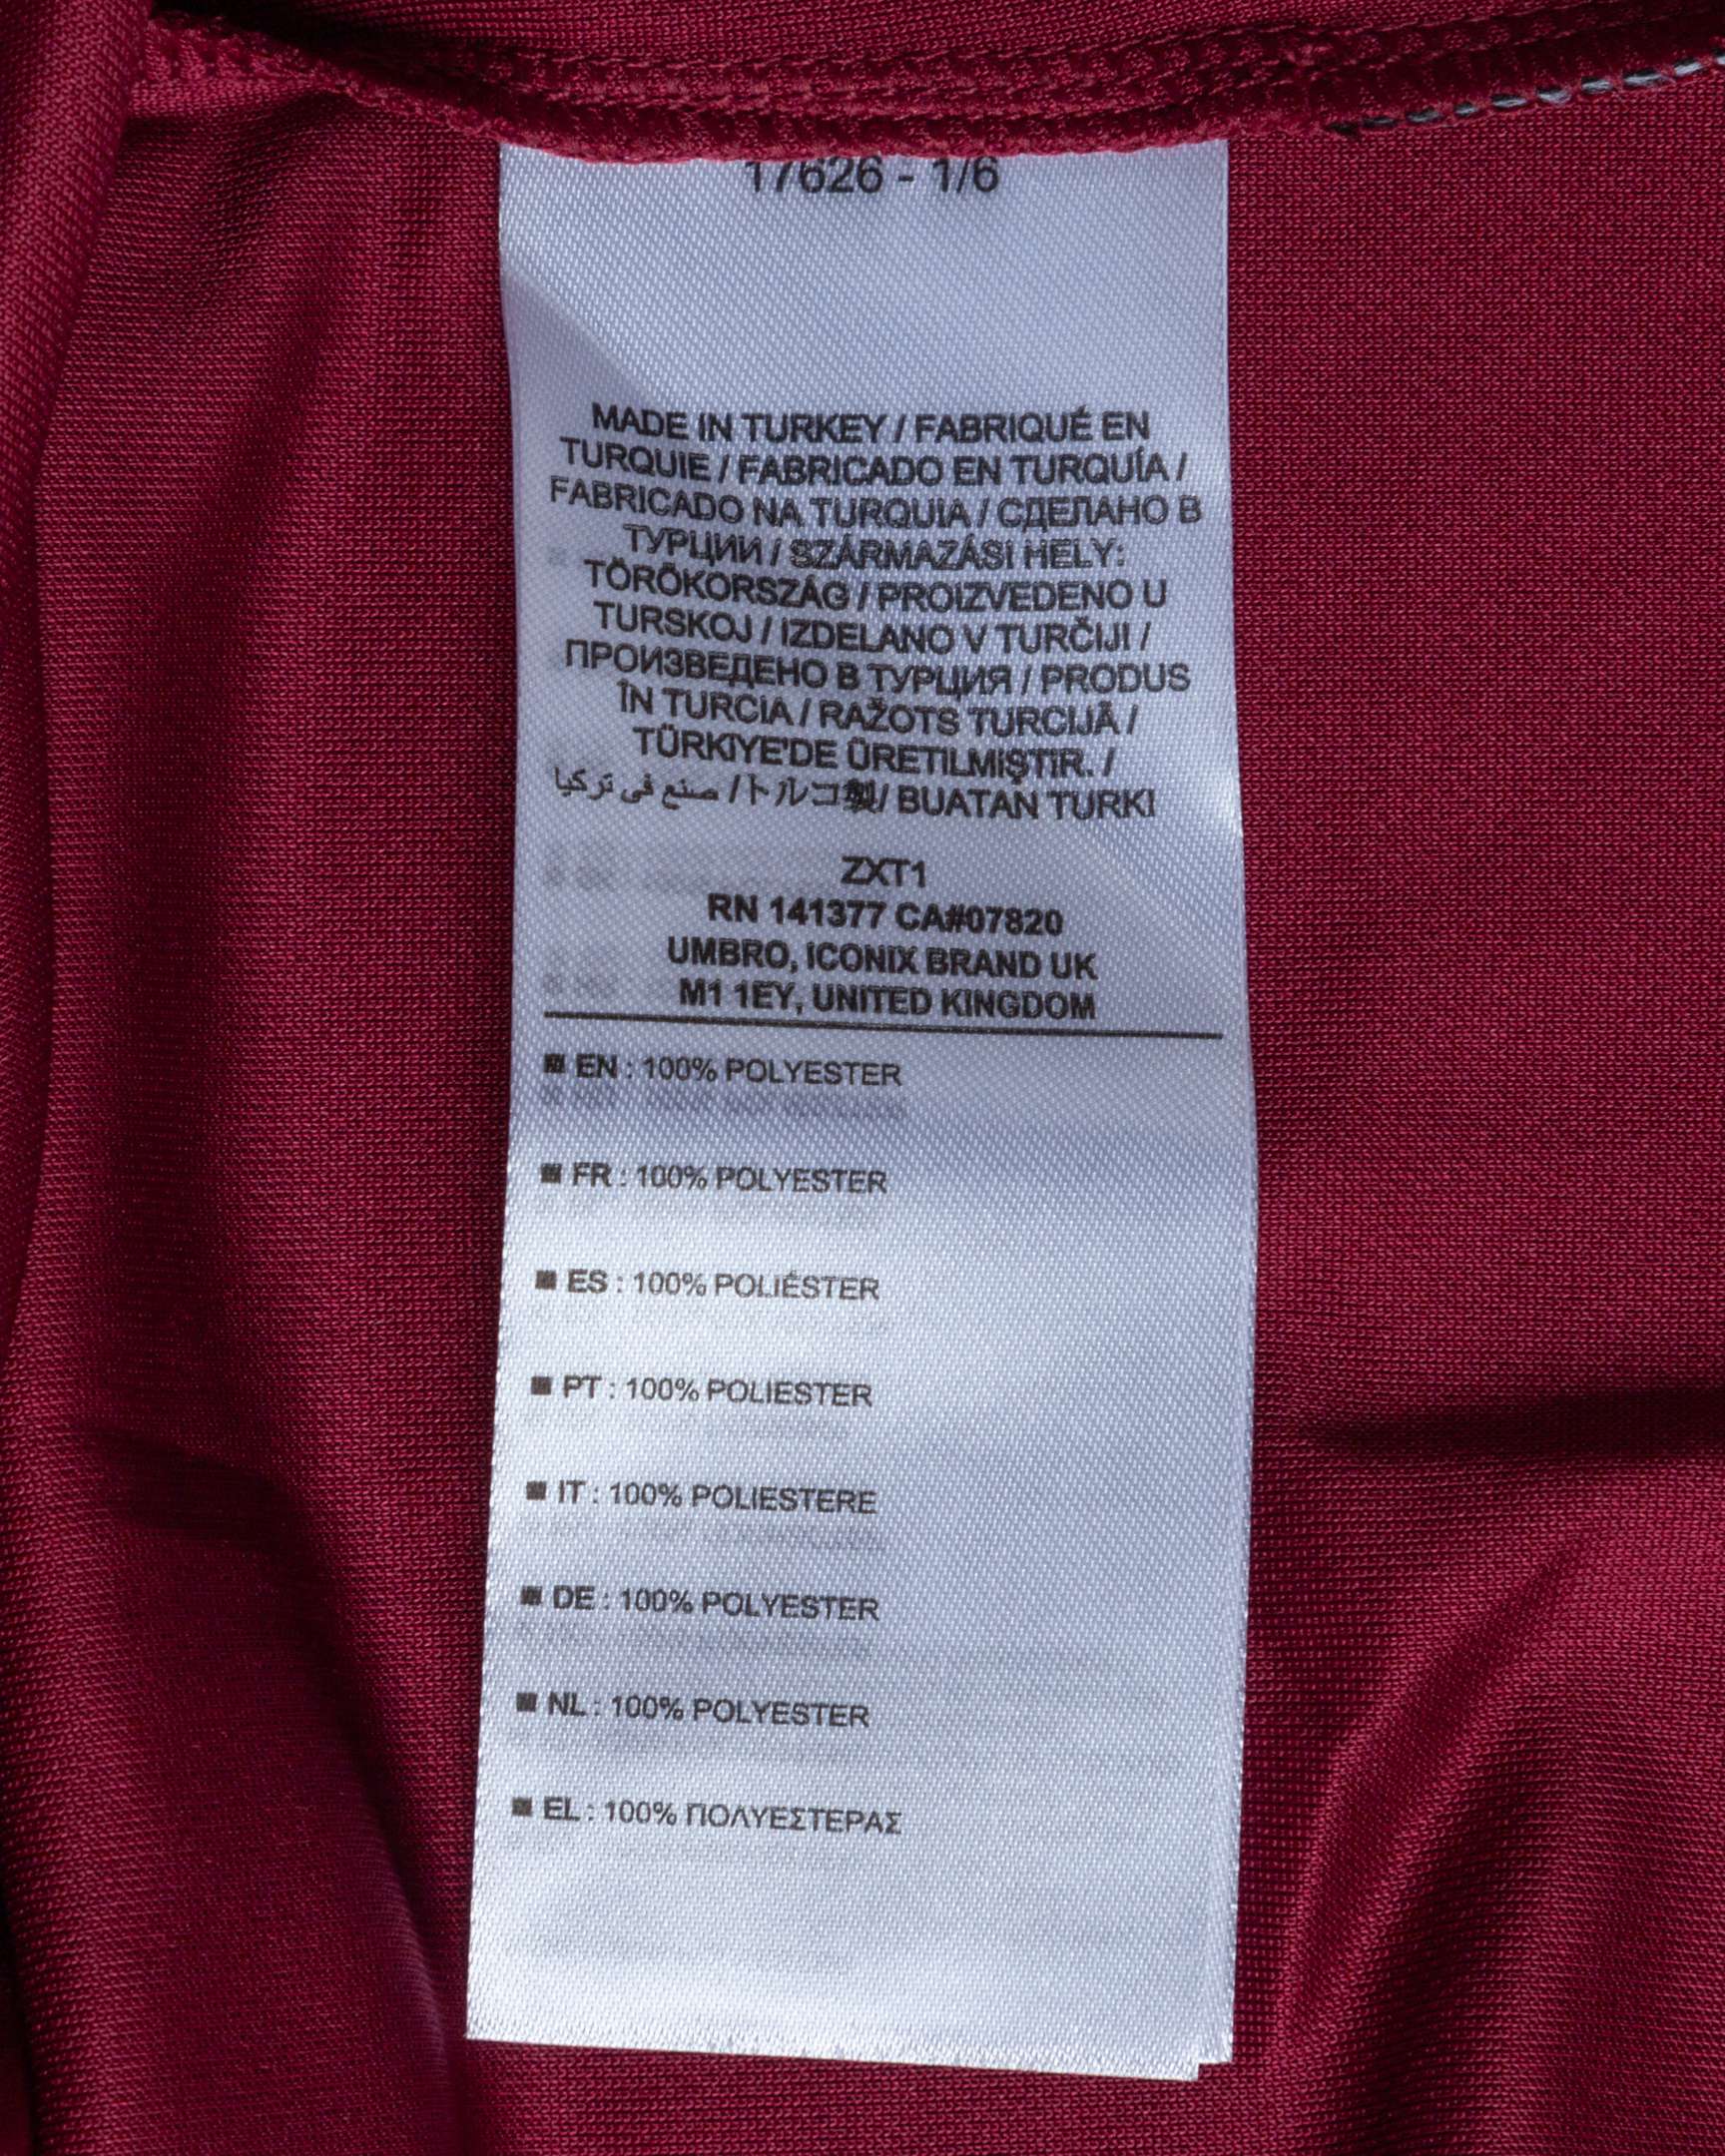 17626 - 1/6
MADE IN TURKEY / FABRIQUÉ EN
TURQUIE / FABRICADO EN TURQUÍA /
FABRICADO NA TURQUIA / СДЕЛАНО В
ТУРЦИИ / SZÁRMAZÁSI HELY:
TÖRÖKORSZÁG / PROIZVEDENO U
TURSKOJ / IZDELANO V TURČIJI /
ПРОИЗВЕДЕНО В ТУРЦИЯ / PRODUS
ÎN TURCIA / RAŽOTS TURCIJĀ /
TÜRKIYE'DE ÜRETILMIŞTIR. /
صنع في تركيا /トルコ製/ BUATAN TURKI
ZXT1
RN 141377 CA#07820
UMBRO, ICONIX BRAND UK
M1 1EY, UNITED KINGDOM
■ EN : 100% POLYESTER
■ FR : 100% POLYESTER
■ ES : 100% POLIÉSTER
■ PT : 100% POLIESTER
■ IT : 100% POLIESTERE
■ DE : 100% POLYESTER
■ NL : 100% POLYESTER
■ EL : 100% ΠΟΛΥΕΣΤΕΡΑΣ